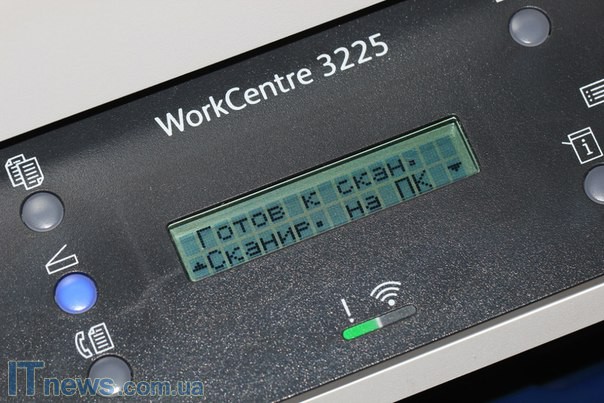 WorkCentre 3225
Готов к скан.
Сканир. на ПК
!
ITnews.com.ua